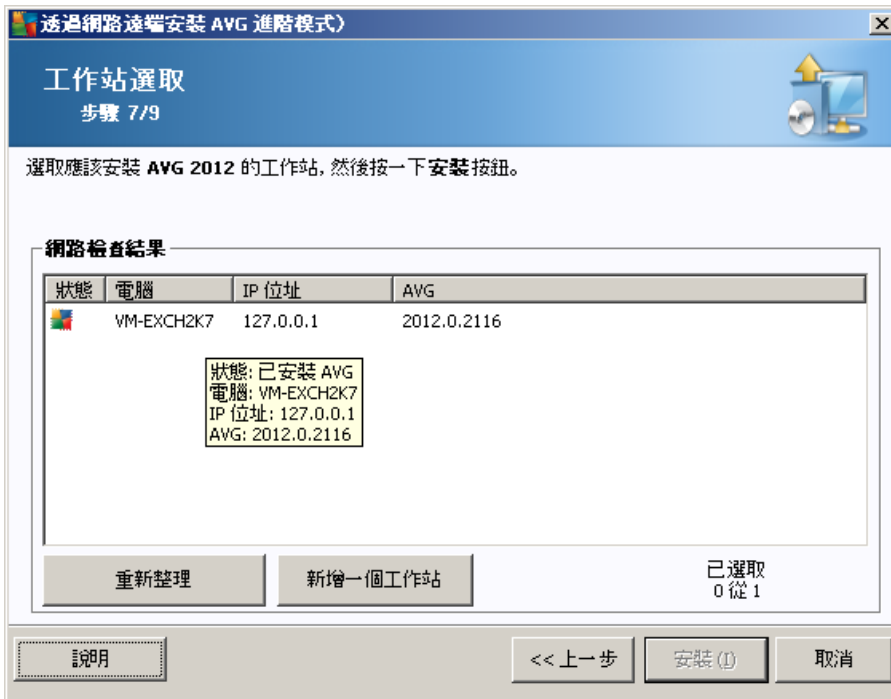 透過網路遠端安裝 AVG 進階模式)
工作站選取
步驟 7/9
選取應該安裝 AVG 2012 的工作站, 然後按一下安裝按鈕。
網路檢查結果
狀態 電腦 IP 位址 AVG
VM-EXCH2K7 127.0.0.1 2012.0.2116
狀態: 已安裝 AVG
電腦: VM-EXCH2K7
IP 位址: 127.0.0.1
AVG: 2012.0.2116
重新整理 新增一個工作站 已選取
0 從 1
說明 << 上一步 安裝(I) 取消